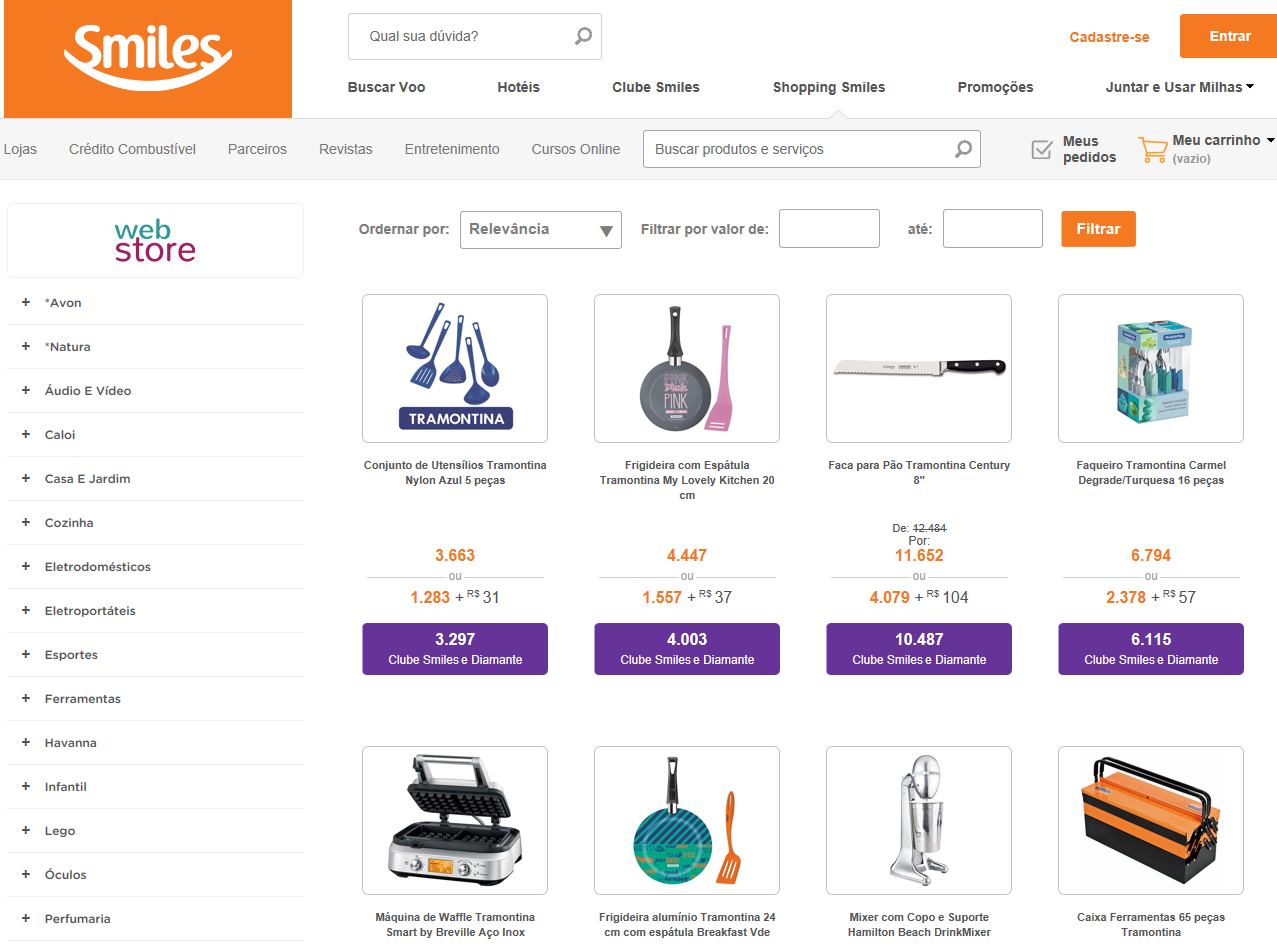 Smiles
Qual sua dúvida?
Cadastre-se
Entrar
Buscar Voo
Hotéis
Clube Smiles
Shopping Smiles
Promoções
Juntar e Usar Milhas
Lojas
Crédito Combustível
Parceiros
Revistas
Entretenimento
Cursos Online
Buscar produtos e serviços
Meus
pedidos
Meu carrinho
(vazio)
web
store
+ *Avon
+ *Natura
+ Áudio E Vídeo
+ Caloi
+ Casa E Jardim
+ Cozinha
+ Eletrodomésticos
+ Eletroportáteis
+ Esportes
+ Ferramentas
+ Havanna
+ Infantil
+ Lego
+ Óculos
+ Perfumaria
Ordernar por:
Relevância
Filtrar por valor de:
até:
Filtrar
TRAMONTINA
Conjunto de Utensílios Tramontina
Nylon Azul 5 peças
3.663
ou
1.283 + R$ 31
3.297
Clube Smiles e Diamante
PINK
PINK
Frigideira com Espátula
Tramontina My Lovely Kitchen 20
cm
4.447
ou
1.557 + R$ 37
4.003
Clube Smiles e Diamante
Faca para Pão Tramontina Century
8"
De: 12.484
Por:
11.652
ou
4.079 + R$ 104
10.487
Clube Smiles e Diamante
Faqueiro Tramontina Carmel
Degrade/Turquesa 16 peças
6.794
ou
2.378 + R$ 57
6.115
Clube Smiles e Diamante
Máquina de Waffle Tramontina
Smart by Breville Aço Inox
Frigideira alumínio Tramontina 24
cm com espátula Breakfast Vde
Mixer com Copo e Suporte
Hamilton Beach DrinkMixer
Caixa Ferramentas 65 peças
Tramontina